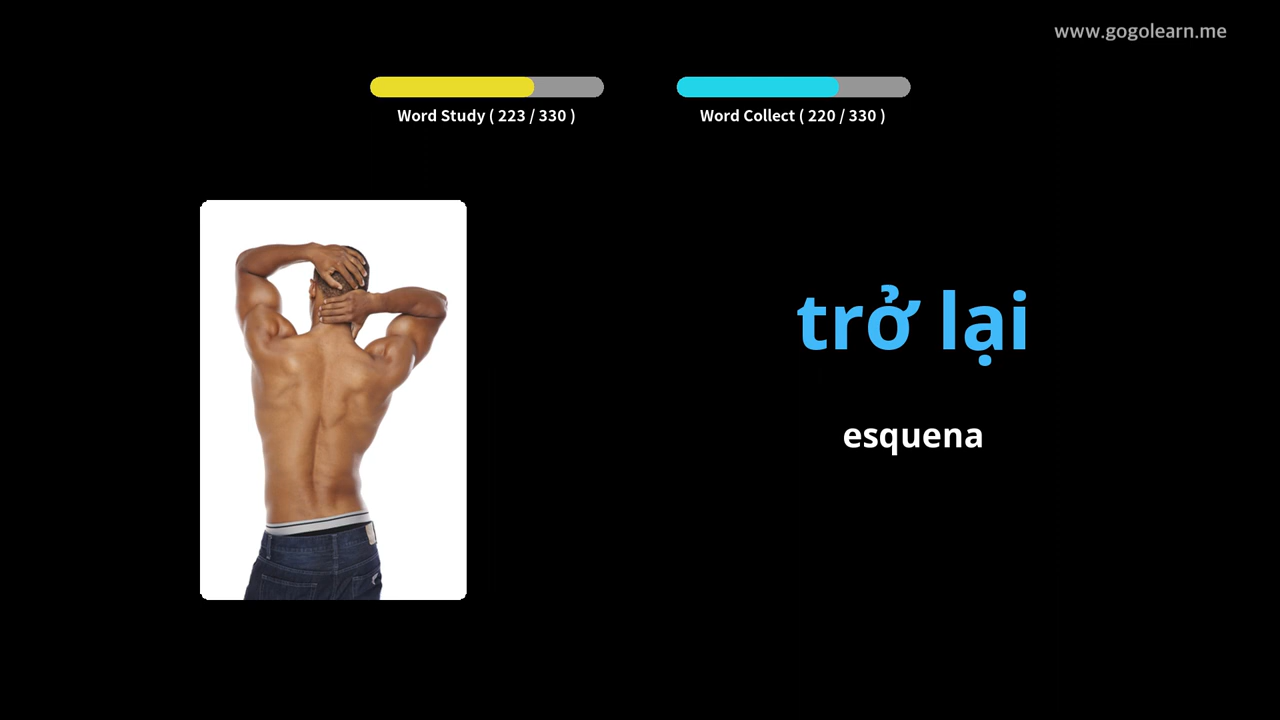 www.gogolearn.me
Word Study ( 223 / 330 )
Word Collect ( 220 / 330 )
trở lại
esquena